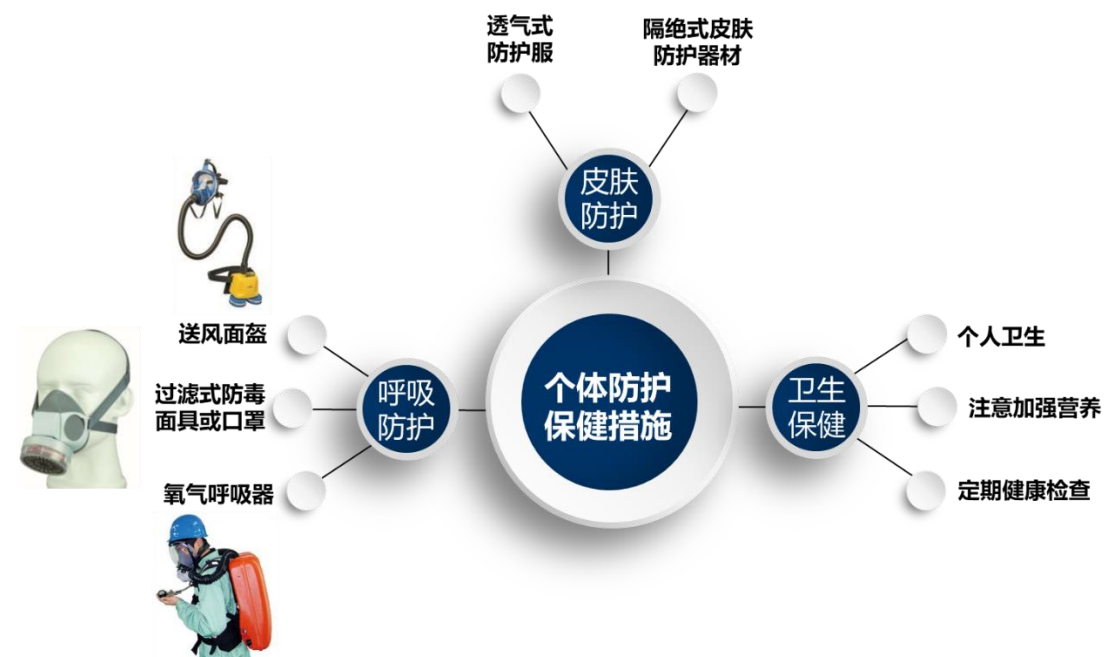 透气式
防护服
隔绝式皮肤
防护器材
皮肤
防护
送风面盔
过滤式防毒
面具或口罩
氧气呼吸器
呼吸
防护
个体防护
保健措施
卫生
保健
个人卫生
注意加强营养
定期健康检查